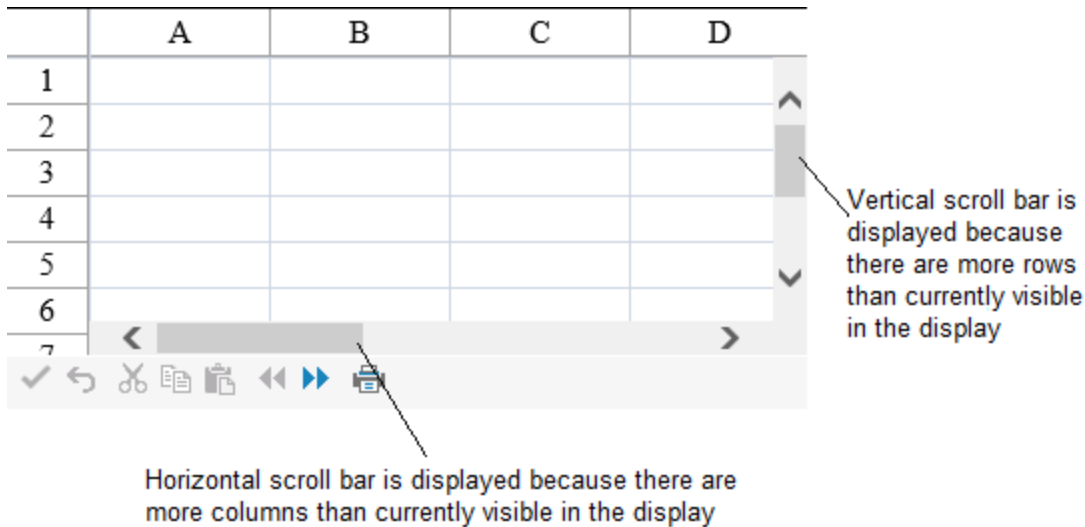 A B C D
1
2
3
4
5
6
7
Vertical scroll bar is
displayed because
there are more rows
than currently visible
in the display
Horizontal scroll bar is displayed because there are
more columns than currently visible in the display